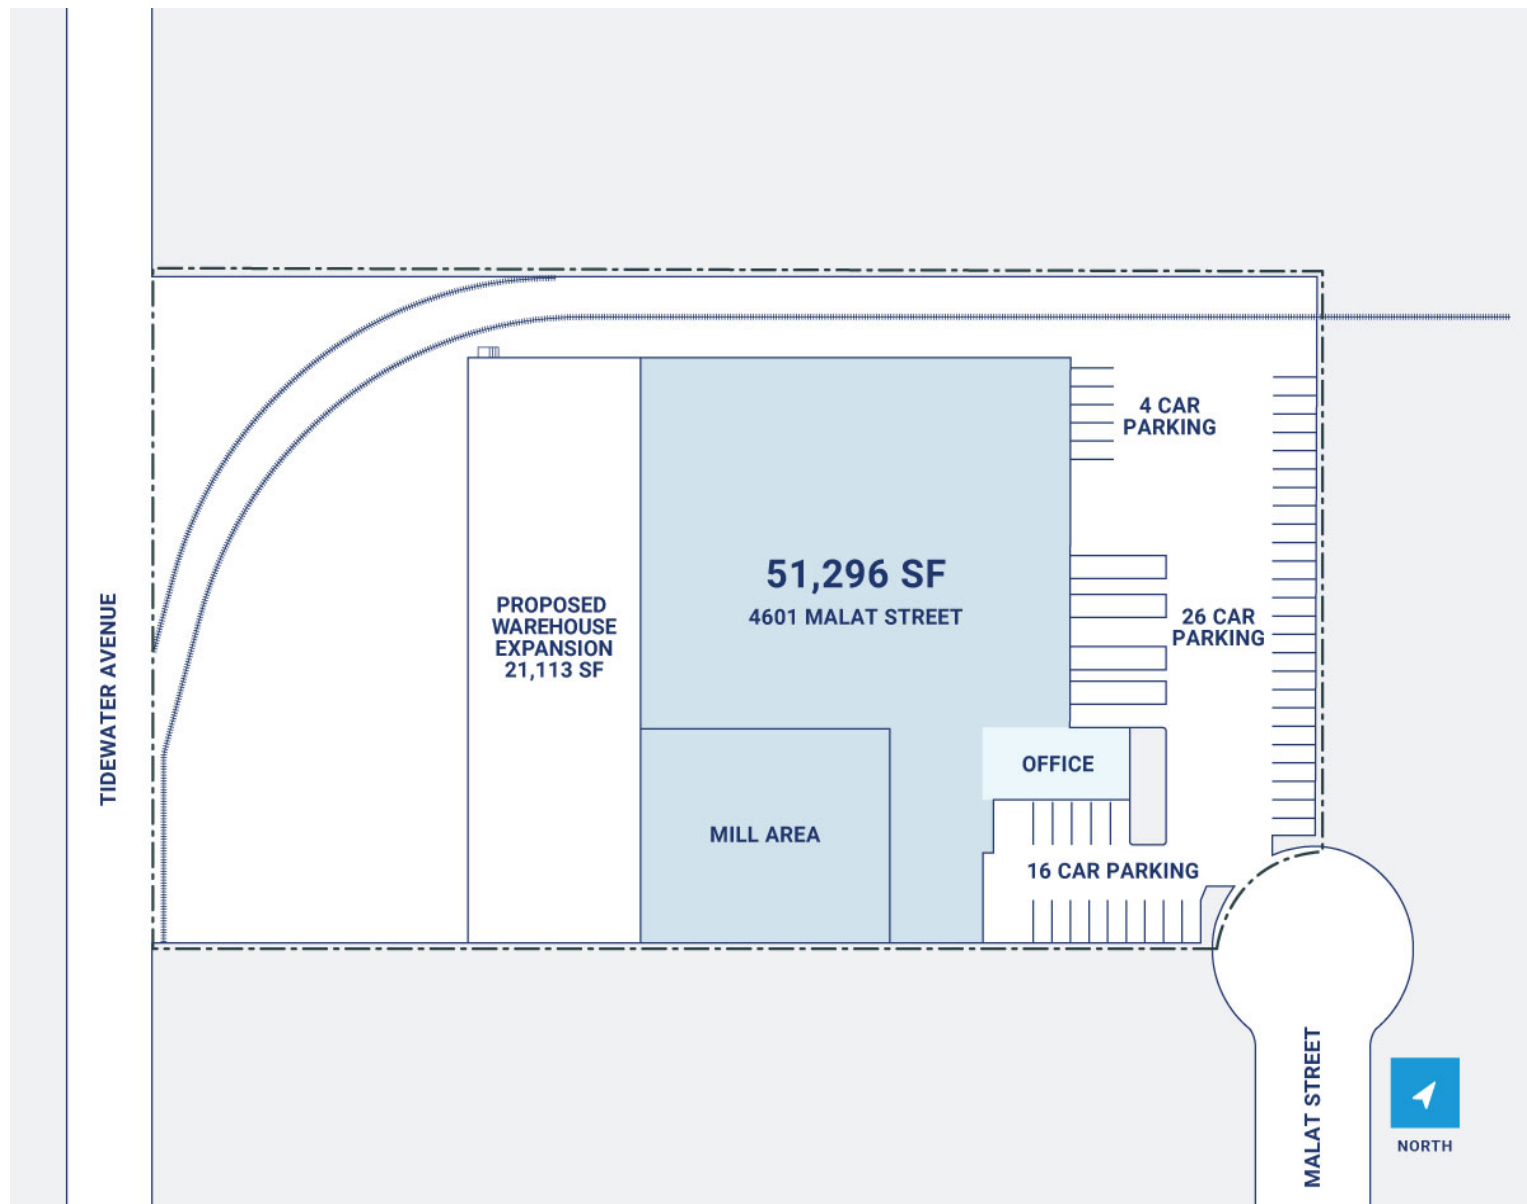 4 CAR
PARKING
51,296 SF
4601 MALAT STREET
PROPOSED
WAREHOUSE
EXPANSION
21,113 SF
26 CAR
PARKING
TIDEWATER AVENUE
OFFICE
MILL AREA
16 CAR PARKING
MALAT STREET
NORTH